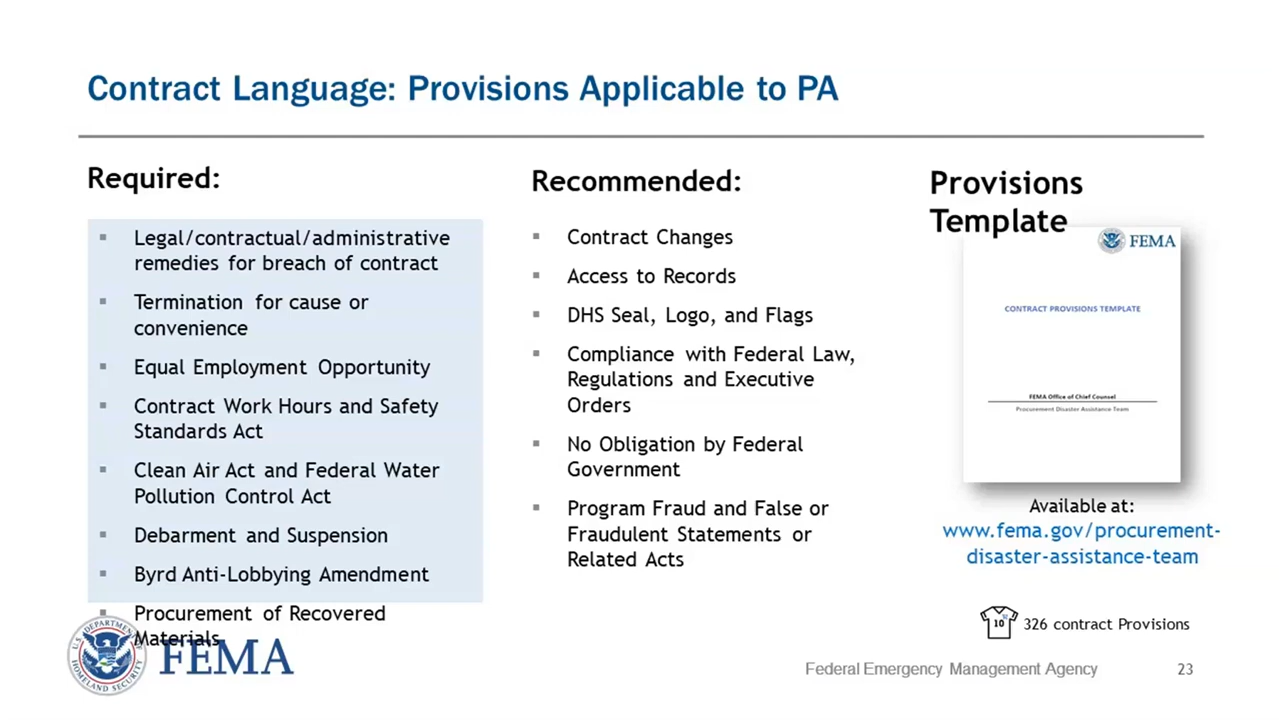 Contract Language: Provisions Applicable to PA
Required:
Legal/contractual/administrative
remedies for breach of contract
Termination for cause or
convenience
Equal Employment Opportunity
Contract Work Hours and Safety
Standards Act
Clean Air Act and Federal Water
Pollution Control Act
Debarment and Suspension
Byrd Anti-Lobbying Amendment
Procurement of Recovered
Materials
Recommended:
Contract Changes
Access to Records
DHS Seal, Logo, and Flags
Compliance with Federal Law,
Regulations and Executive
Orders
No Obligation by Federal
Government
Program Fraud and False or
Fraudulent Statements or
Related Acts
Provisions
Template
FEMA
CONTRACT PROVISIONS TEMPLATE
FEMA Office of Chief Counsel
Procurement Disaster Assistance Team
Available at:
www.fema.gov/procurement-
disaster-assistance-team
10
326 contract Provisions
U.S. DEPARTMENT
HOMELAND SECURITY
FEMA
Federal Emergency Management Agency
23